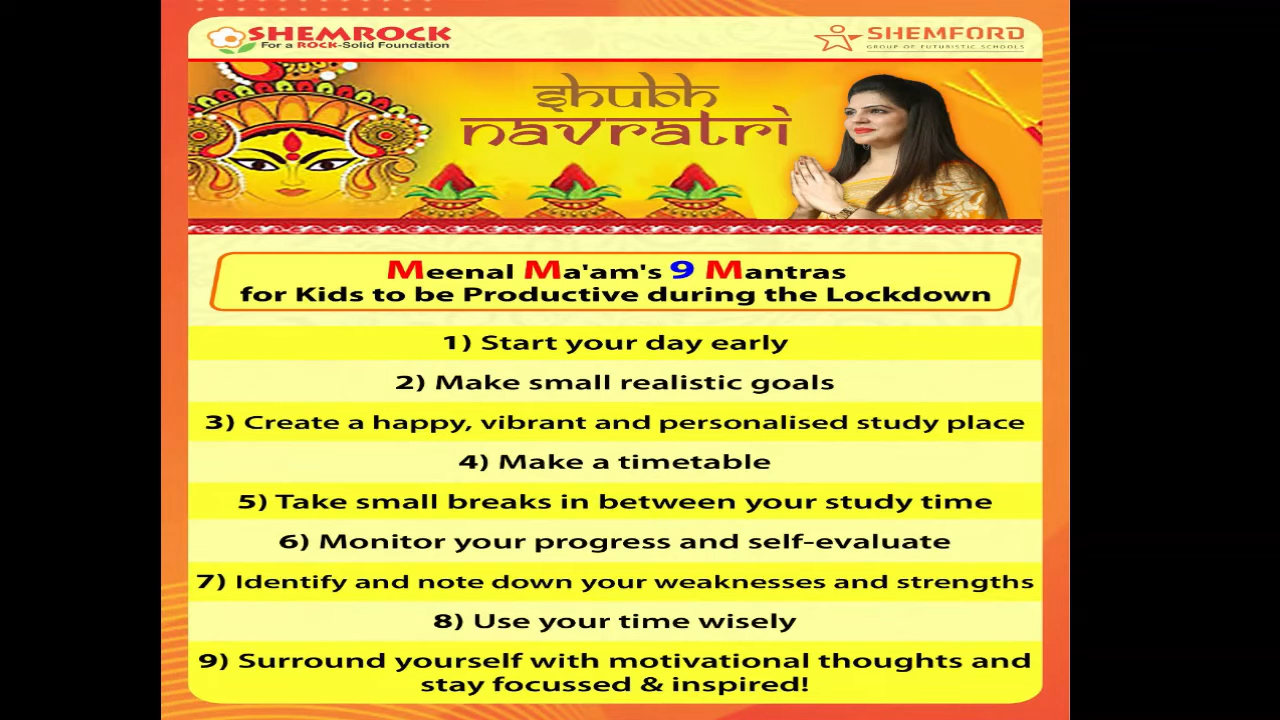 SHEMROCK
For a ROCK-Solid Foundation
SHEMFORD
GROUP OF FUTURISTIC SCHOOLS
shubh
navratri
Meenal Ma'am's 9 Mantras
for Kids to be Productive during the Lockdown
1) Start your day early
2) Make small realistic goals
3) Create a happy, vibrant and personalised study place
4) Make a timetable
5) Take small breaks in between your study time
6) Monitor your progress and self-evaluate
7) Identify and note down your weaknesses and strengths
8) Use your time wisely
9) Surround yourself with motivational thoughts and
stay focussed & inspired!